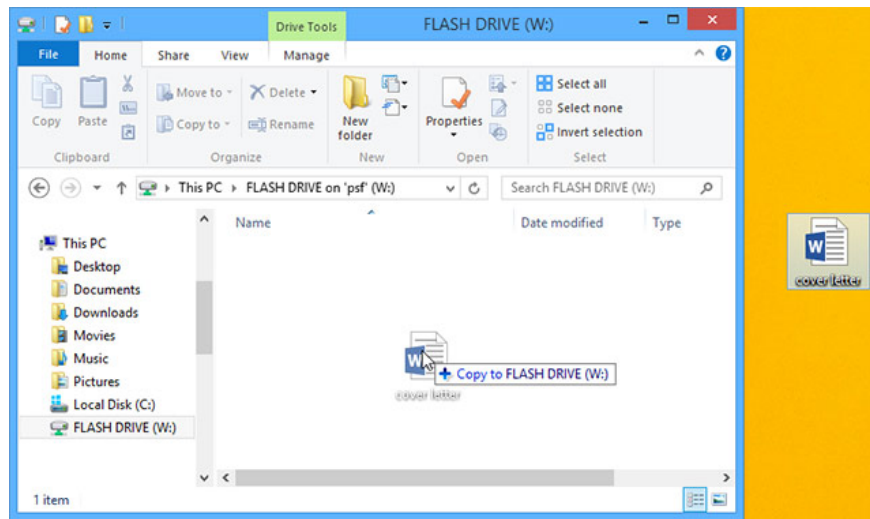 Drive Tools
FLASH DRIVE (W:)
File Home Share View Manage
Copy Paste
Move to
Copy to
Delete
Rename
New folder
Properties
Select all
Select none
Invert selection
Clipboard Organize New Open Select
This PC FLASH DRIVE on 'psf' (W:)
Search FLASH DRIVE (W:)
Name Date modified Type
This PC
Desktop
Documents
Downloads
Movies
Music
Pictures
Local Disk (C:)
FLASH DRIVE (W:)
W
Copy to FLASH DRIVE (W:)
cover letter
1 item
W
cover letter